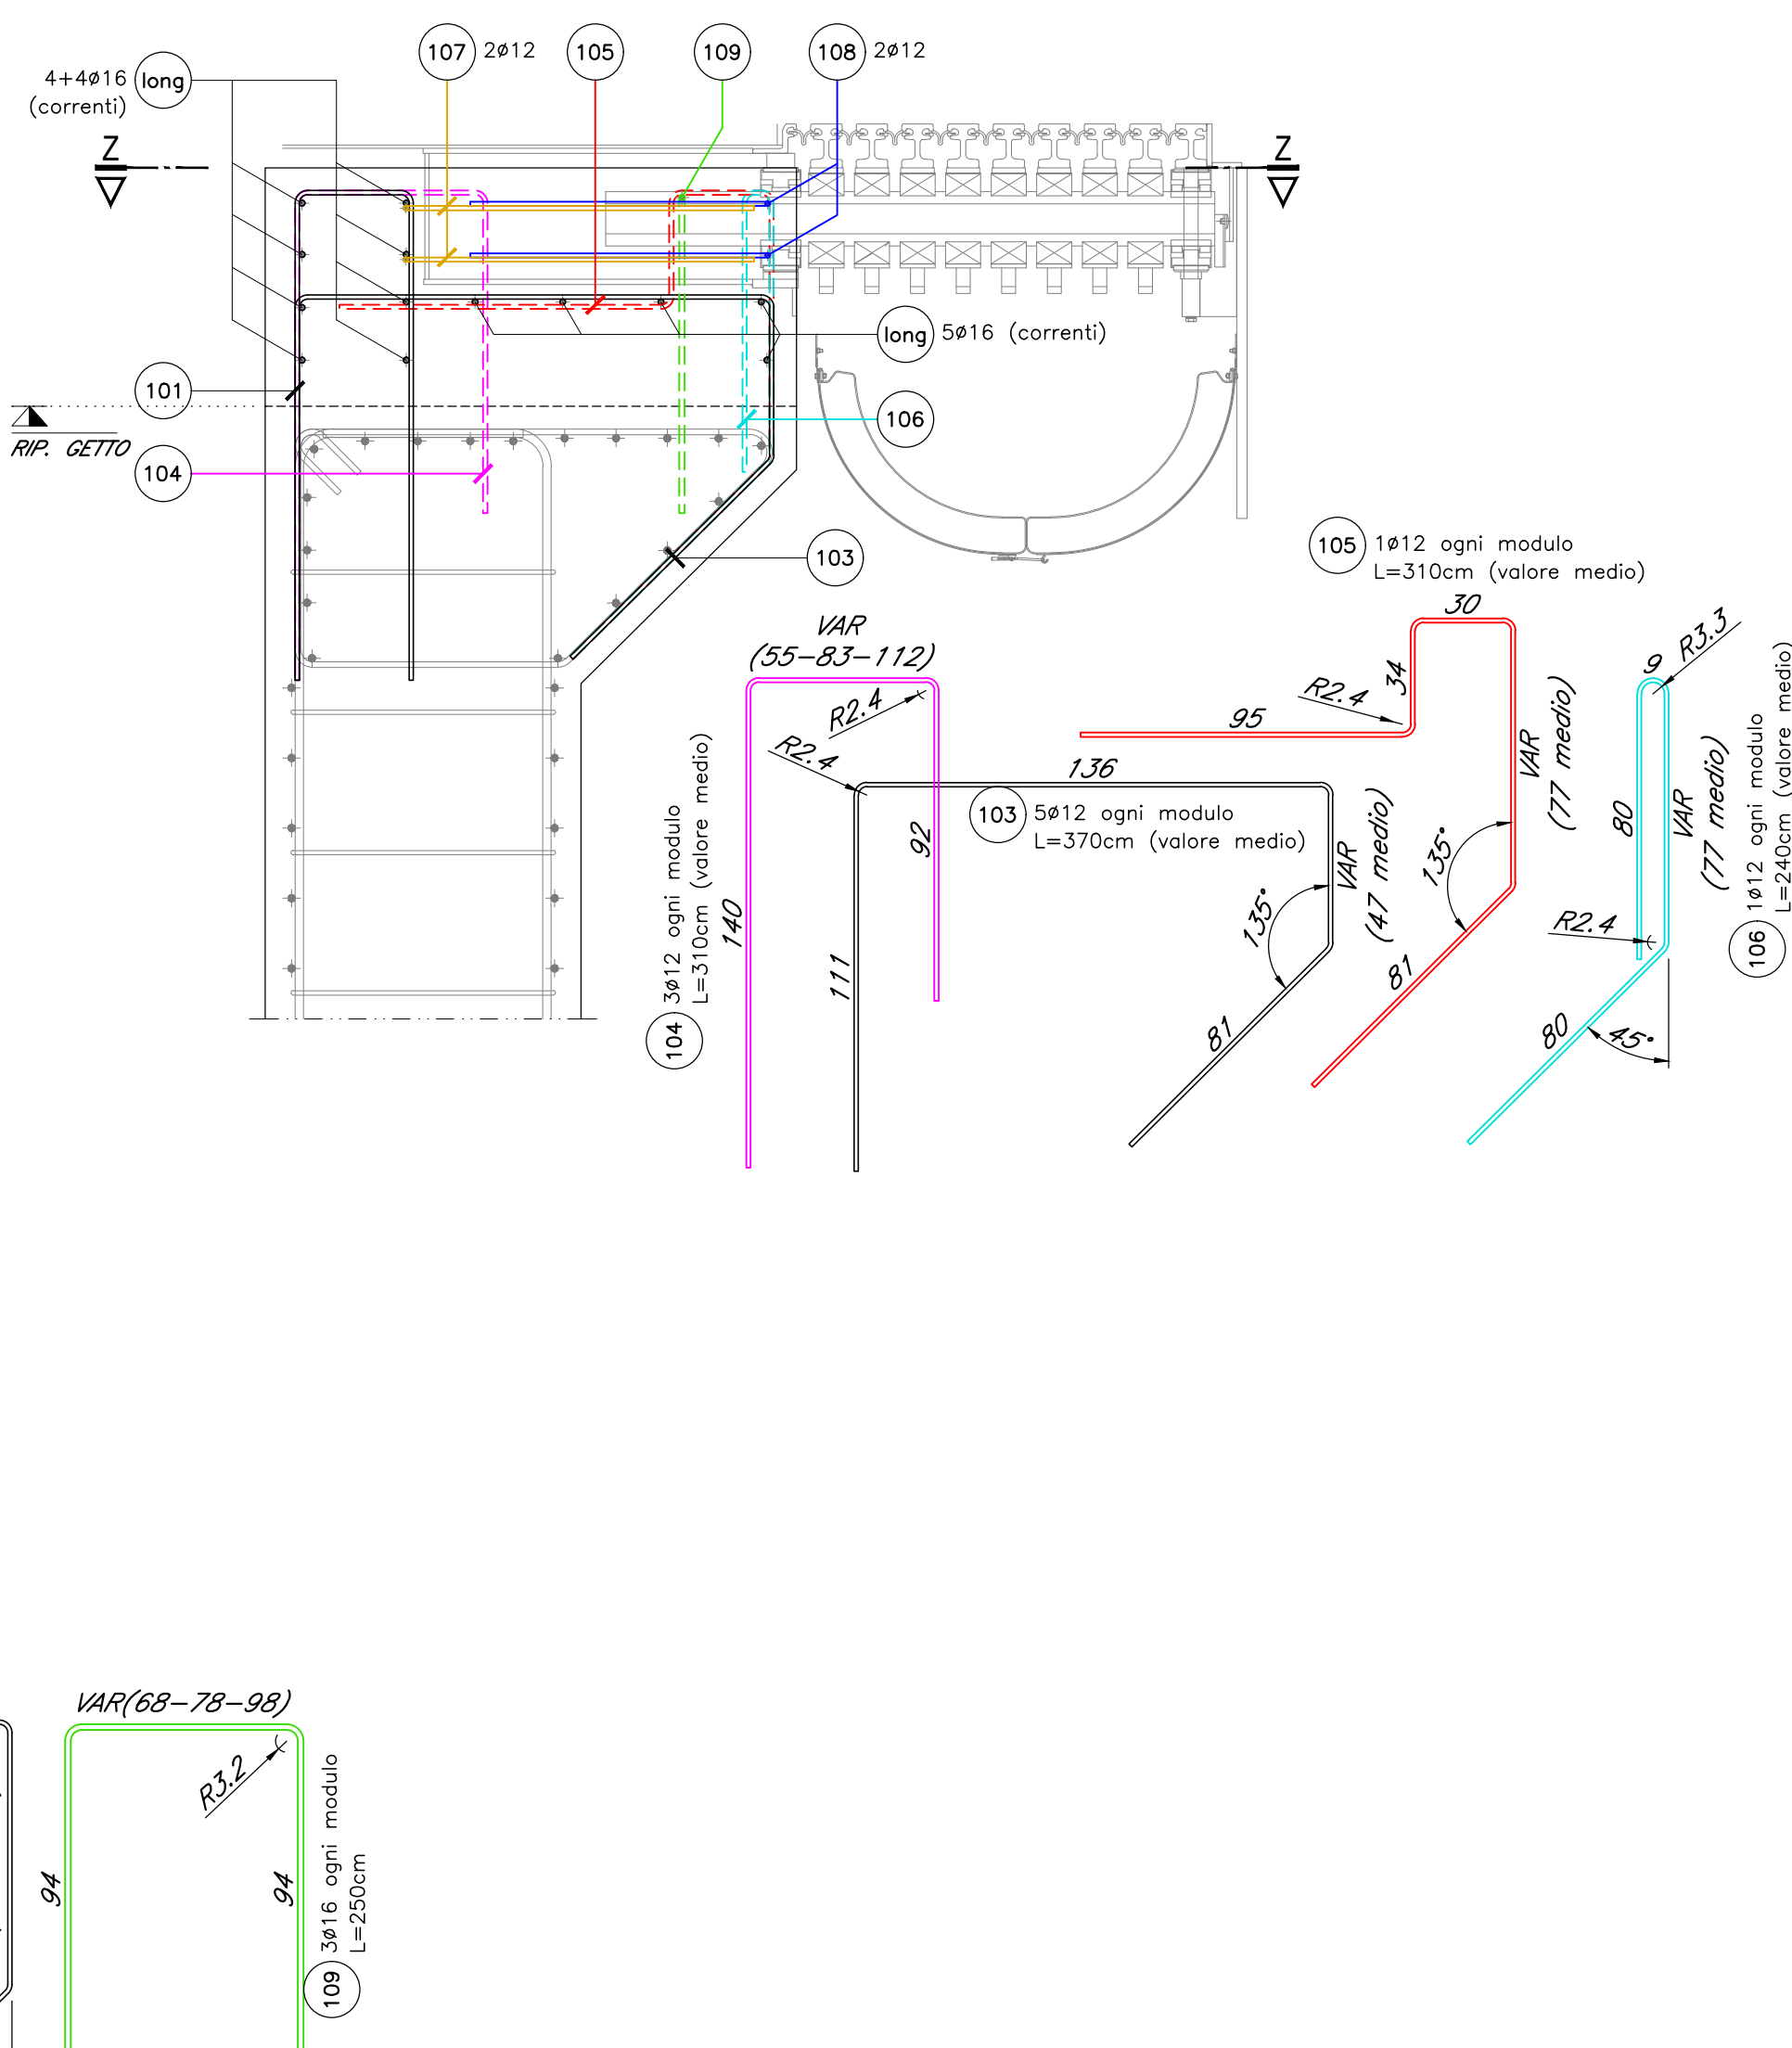 107 2ø12
105
109
108 2ø12
4+4ø16
(correnti)
long
Z
Z
long 5ø16 (correnti)
101
106
RIP. GETTO
104
103
105 1ø12 ogni modulo
L=310cm (valore medio)
30
34
R2.4
95
VAR
(77 medio)
135°
81
VAR
(55-83-112)
R2.4
140
92
104 3ø12 ogni modulo
L=310cm (valore medio)
R2.4
136
103 5ø12 ogni modulo
L=370cm (valore medio)
111
VAR
(47 medio)
135°
81
9
R3.3
80
VAR
(77 medio)
R2.4
80
45°
106 1ø12 ogni modulo
L=240cm (valore medio)
VAR(68-78-98)
R3.2
94
94
109 3ø16 ogni modulo
L=250cm